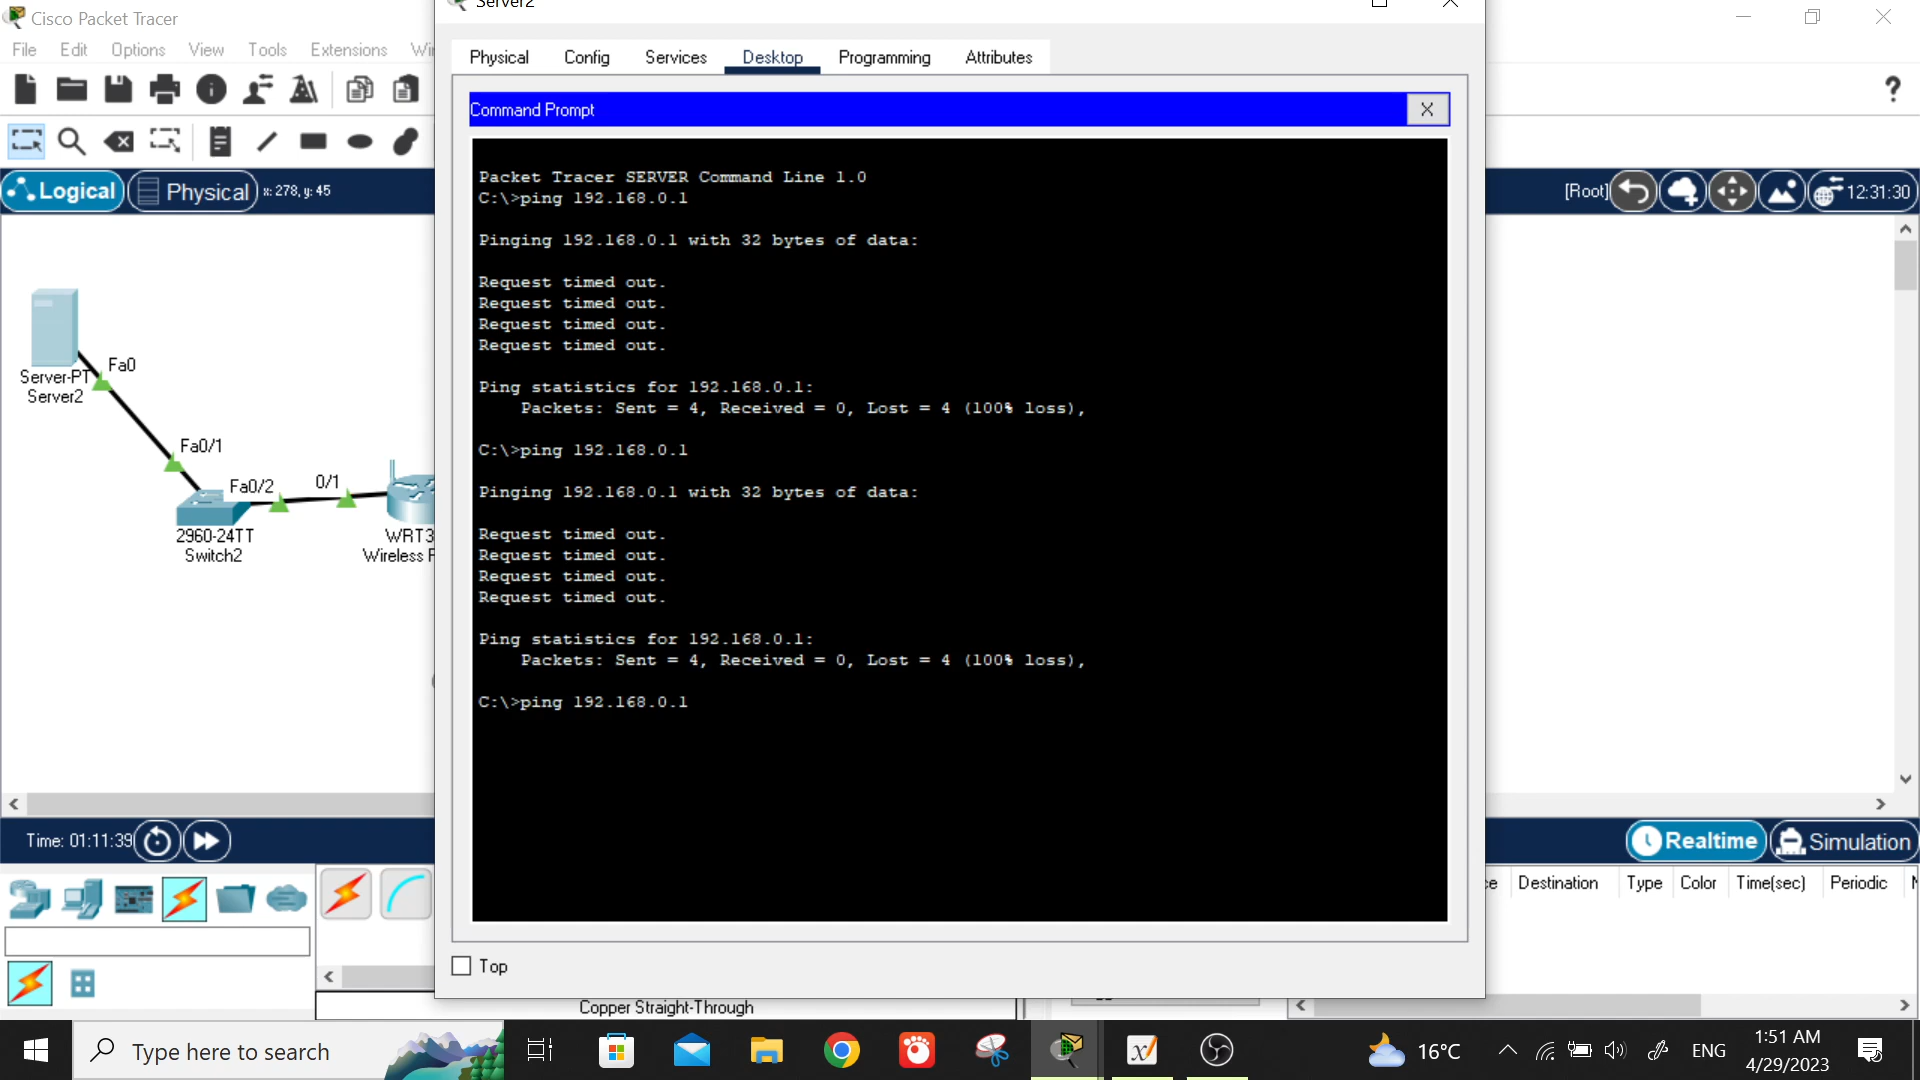 Cisco Packet Tracer
Server2
File Edit Options View Tools Extensions Wi
Physical Config Services Desktop Programming Attributes
Command Prompt
X
?
Logical
Physical
x: 278, y: 45
[Root]
12:31:30
Packet Tracer SERVER Command Line 1.0
C:\>ping 192.168.0.1
Pinging 192.168.0.1 with 32 bytes of data:
Request timed out.
Request timed out.
Request timed out.
Request timed out.
Ping statistics for 192.168.0.1:
Packets: Sent = 4, Received = 0, Lost = 4 (100% loss),
C:\>ping 192.168.0.1
Pinging 192.168.0.1 with 32 bytes of data:
Request timed out.
Request timed out.
Request timed out.
Request timed out.
Ping statistics for 192.168.0.1:
Packets: Sent = 4, Received = 0, Lost = 4 (100% loss),
C:\>ping 192.168.0.1
Fa0
Server-PT
Server2
Fa0/1
Fa0/2
0/1
2960-24TT
Switch2
WRT3
Wireless R
Time: 01:11:39
Realtime
Simulation
ce Destination Type Color Time(sec) Periodic
Top
Copper Straight-Through
Type here to search
16°C
ENG
1:51 AM
4/29/2023